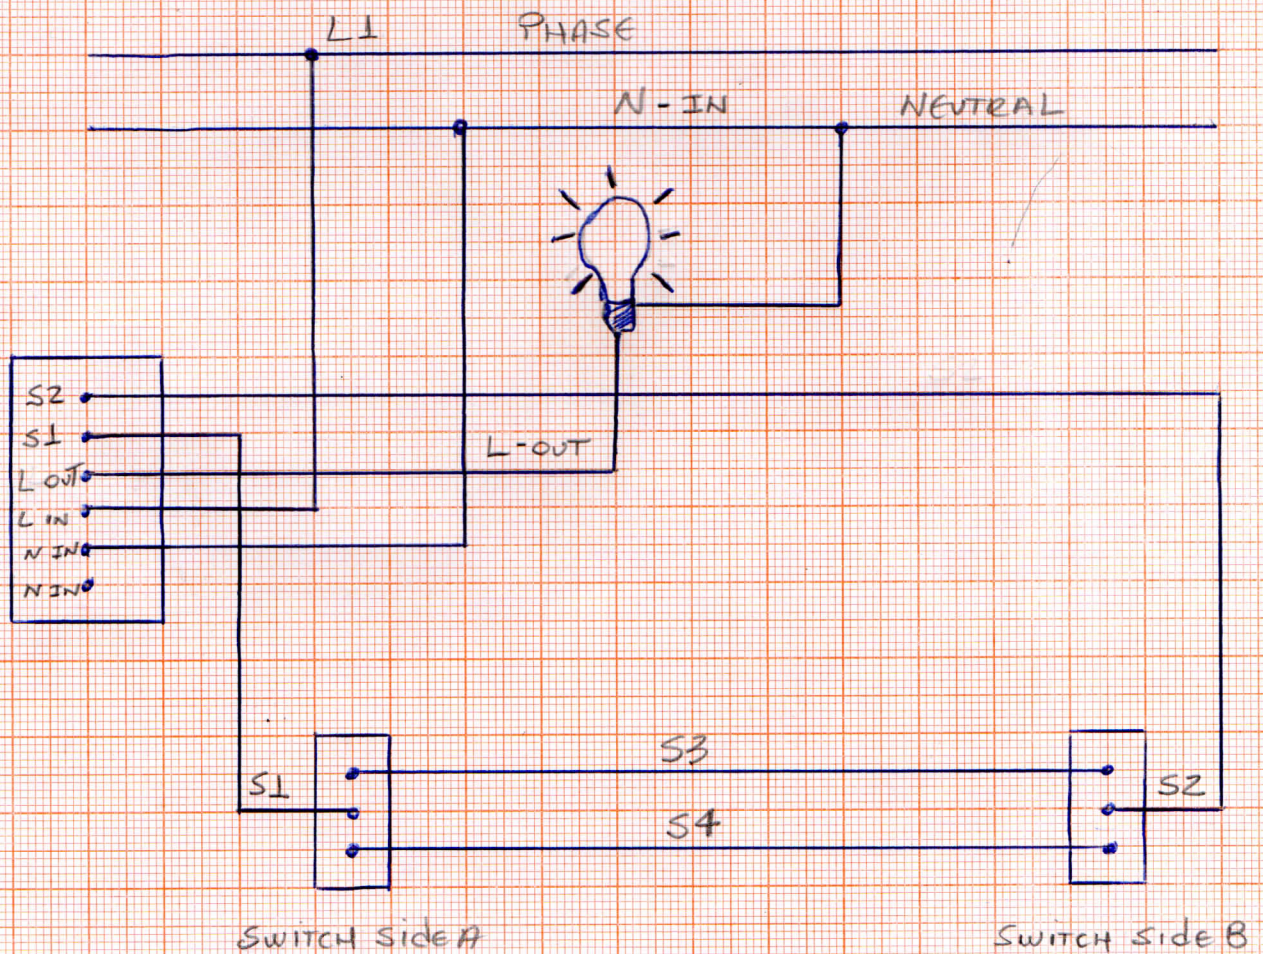 L1 PHASE
N-IN NEUTRAL
S2
S1
L OUT
L-OUT
L IN
N IN
N IN
S3
S1
S2
S4
SWITCH Side A
SWITCH Side B